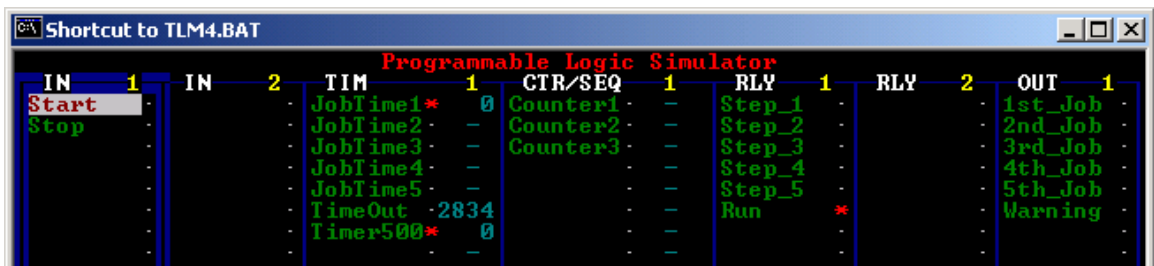 Shortcut to TLM4.BAT
Programmable Logic Simulator
IN 1 IN 2 TIM 1 CTR/SEQ 1 RLY 1 RLY 2 OUT 1
Start JobTime1* 0 Counter1 - Step_1 1st_Job
Stop JobTime2 - Counter2 - Step_2 2nd_Job
JobTime3 - Counter3 - Step_3 3rd_Job
JobTime4 - - Step_4 4th_Job
JobTime5 - - Step_5 5th_Job
TimeOut 2834 - Run * Warning
Timer500* 0 -
- -